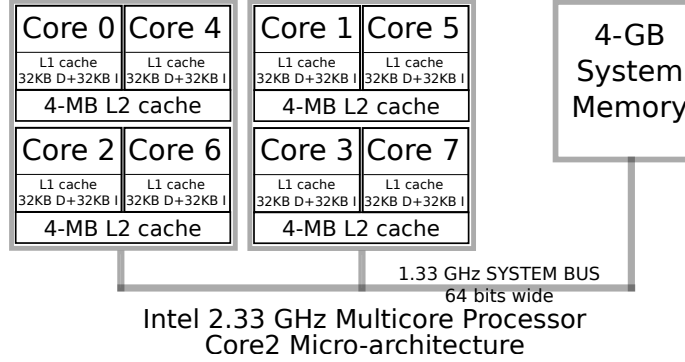 Core 0 Core 4 Core 1 Core 5
L1 cache L1 cache L1 cache L1 cache
32KB D+32KB I 32KB D+32KB I 32KB D+32KB I 32KB D+32KB I
4-MB L2 cache 4-MB L2 cache
Core 2 Core 6 Core 3 Core 7
L1 cache L1 cache L1 cache L1 cache
32KB D+32KB I 32KB D+32KB I 32KB D+32KB I 32KB D+32KB I
4-MB L2 cache 4-MB L2 cache
4-GB
System
Memory
1.33 GHz SYSTEM BUS
64 bits wide
Intel 2.33 GHz Multicore Processor
Core2 Micro-architecture